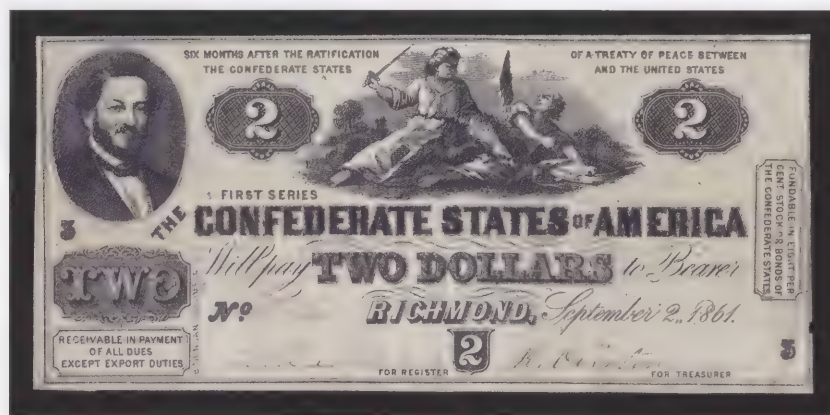 SIX MONTHS AFTER THE RATIFICATION
THE CONFEDERATE STATES
OF A TREATY OF PEACE BETWEEN
AND THE UNITED STATES
2
2
FIRST SERIES
THE CONFEDERATE STATES OF AMERICA
Will pay TWO DOLLARS to Bearer
RICHMOND, September 2, 1861.
No
TWO
RECEIVABLE IN PAYMENT
OF ALL DUES
EXCEPT EXPORT DUTIES
2
FOR REGISTER
FOR TREASURER
FUNDABLE IN EIGHT PER
CENT STOCK OR BONDS OF
THE CONFEDERATE STATES
3
3